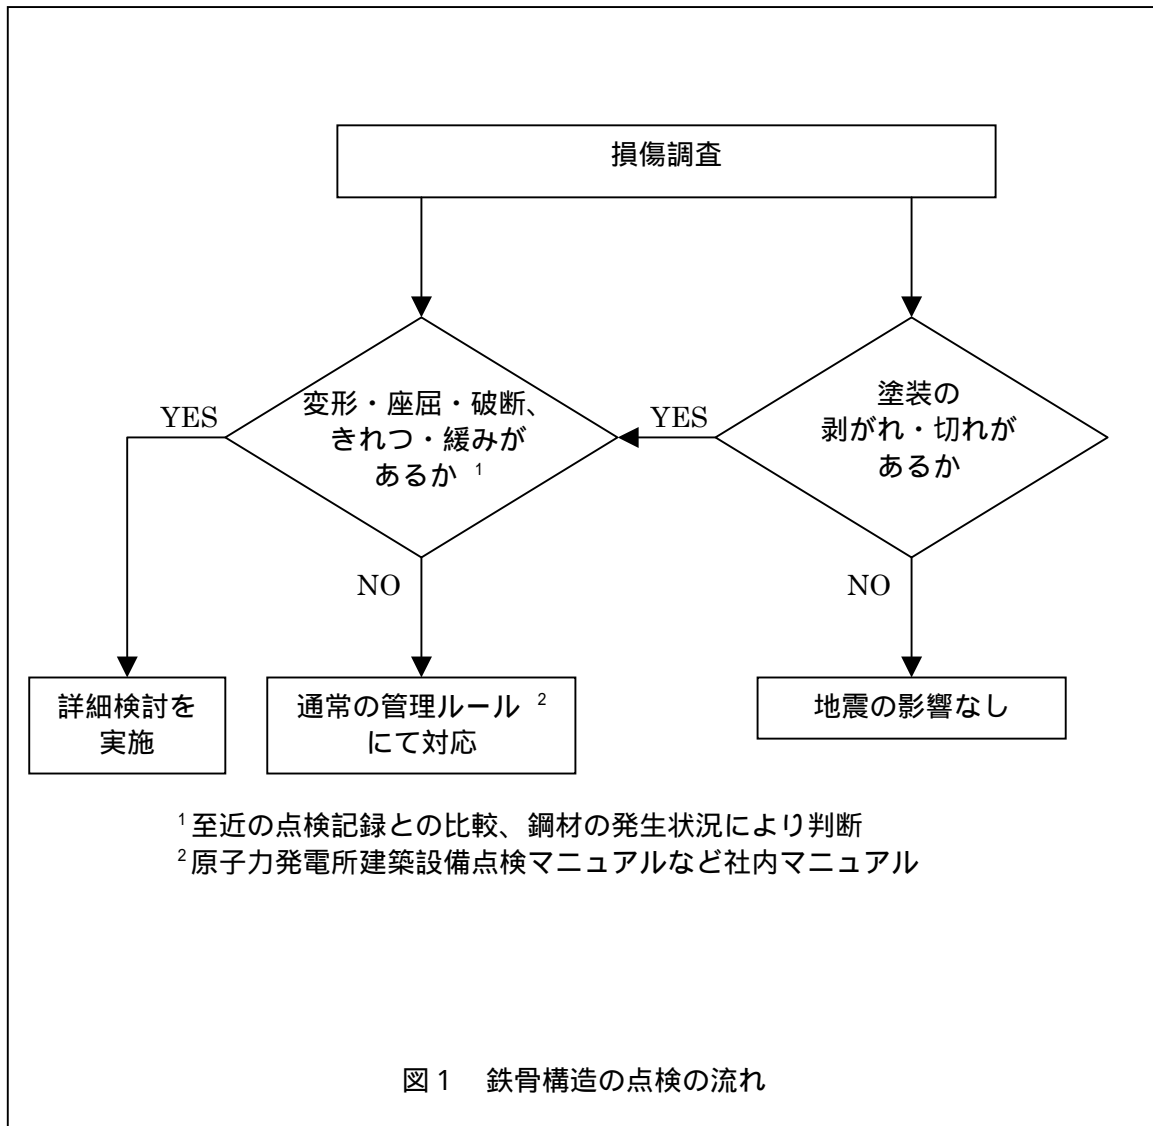 損傷調査
変形・座屈・破断、
きれつ・緩みが
あるか 1
塗装の
剥がれ・切れが
あるか
YES
YES
NO
NO
詳細検討を
実施
通常の管理ルール 2
にて対応
地震の影響なし
1 至近の点検記録との比較、鋼材の発生状況により判断
2 原子力発電所建築設備点検マニュアルなど社内マニュアル
図1 鉄骨構造の点検の流れ